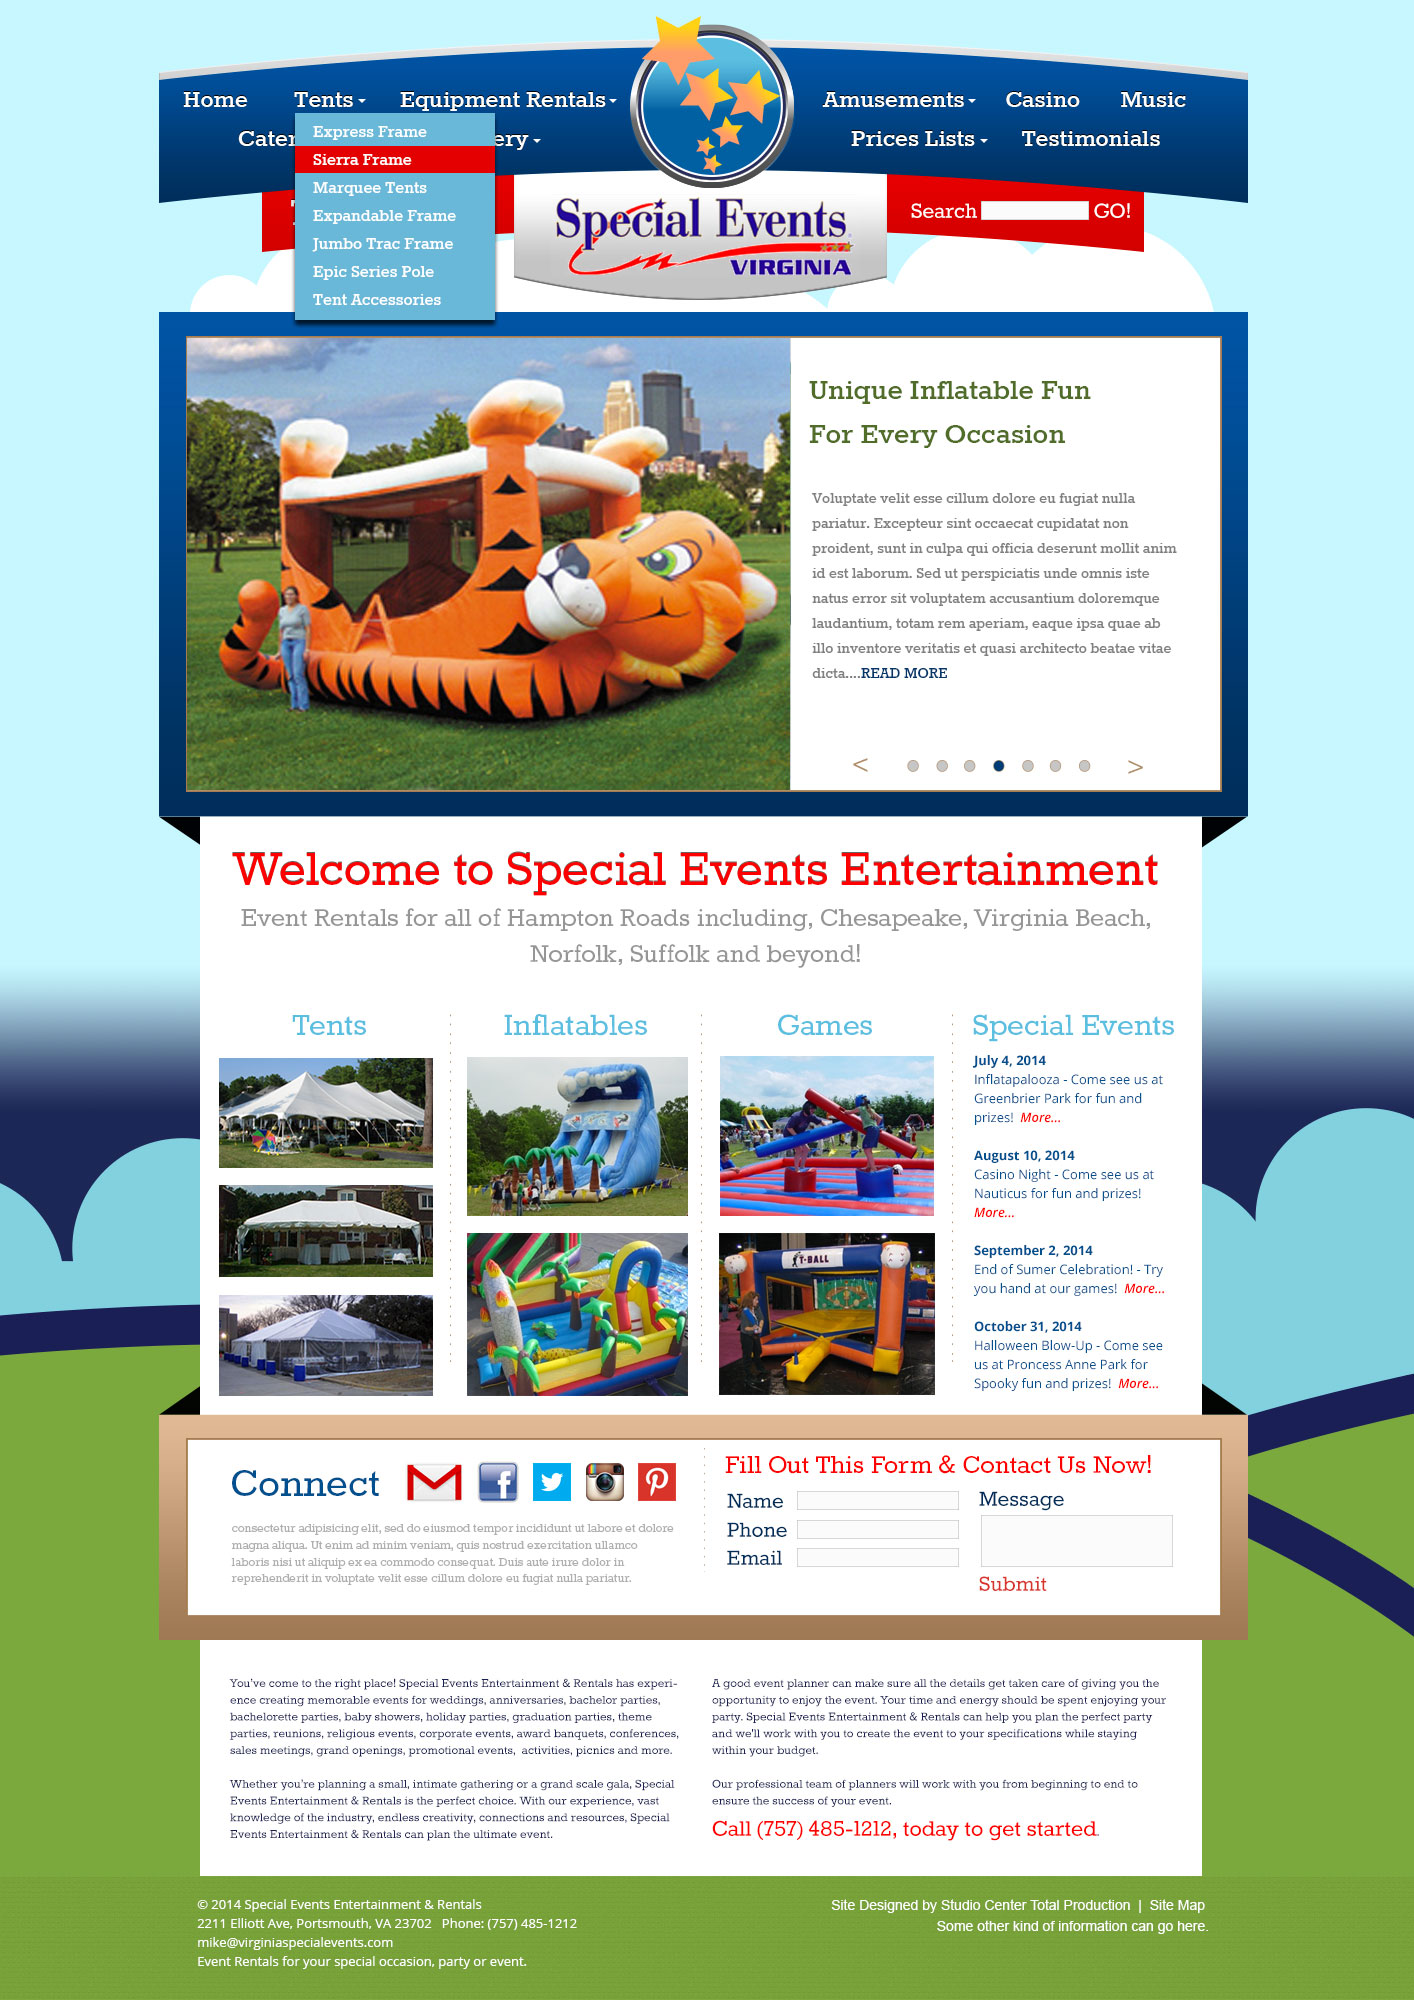 Home Tents Equipment Rentals Amusements Casino Music
Prices Lists Testimonials
Express Frame
Sierra Frame
Marquee Tents
Expandable Frame
Jumbo Trac Frame
Epic Series Pole
Tent Accessories
Special Events
VIRGINIA
Search GO!
Unique Inflatable Fun
For Every Occasion
Voluptate velit esse cillum dolore eu fugiat nulla
pariatur. Excepteur sint occaecat cupidatat non
proident, sunt in culpa qui officia deserunt mollit anim
id est laborum. Sed ut perspiciatis unde omnis iste
natus error sit voluptatem accusantium doloremque
laudantium, totam rem aperiam, eaque ipsa quae ab
illo inventore veritatis et quasi architecto beatae vitae
dicta....READ MORE
< >
Welcome to Special Events Entertainment
Event Rentals for all of Hampton Roads including, Chesapeake, Virginia Beach,
Norfolk, Suffolk and beyond!
Tents
Inflatables
Games
T-BALL
Special Events
July 4, 2014
Inflatapalooza - Come see us at
Greenbrier Park for fun and
prizes! More...
August 10, 2014
Casino Night - Come see us at
Nauticus for fun and prizes!
More...
September 2, 2014
End of Sumer Celebration! - Try
you hand at our games! More...
October 31, 2014
Halloween Blow-Up - Come see
us at Proncess Anne Park for
Spooky fun and prizes! More...
Connect
consectetur adipisicing elit, sed do eiusmod tempor incididunt ut labore et dolore
magna aliqua. Ut enim ad minim veniam, quis nostrud exercitation ullamco
laboris nisi ut aliquip ex ea commodo consequat. Duis aute irure dolor in
reprehenderit in voluptate velit esse cillum dolore eu fugiat nulla pariatur.
Fill Out This Form & Contact Us Now!
Name
Phone
Email
Message
Submit
You've come to the right place! Special Events Entertainment & Rentals has experi-
ence creating memorable events for weddings, anniversaries, bachelor parties,
bachelorette parties, baby showers, holiday parties, graduation parties, theme
parties, reunions, religious events, corporate events, award banquets, conferences,
sales meetings, grand openings, promotional events, activities, picnics and more.
Whether you're planning a small, intimate gathering or a grand scale gala, Special
Events Entertainment & Rentals is the perfect choice. With our experience, vast
knowledge of the industry, endless creativity, connections and resources, Special
Events Entertainment & Rentals can plan the ultimate event.
A good event planner can make sure all the details get taken care of giving you the
opportunity to enjoy the event. Your time and energy should be spent enjoying your
party. Special Events Entertainment & Rentals can help you plan the perfect party
and we'll work with you to create the event to your specifications while staying
within your budget.
Our professional team of planners will work with you from beginning to end to
ensure the success of your event.
Call (757) 485-1212, today to get started.
© 2014 Special Events Entertainment & Rentals
2211 Elliott Ave, Portsmouth, VA 23702 Phone: (757) 485-1212
mike@virginiaspecialevents.com
Event Rentals for your special occasion, party or event.
Site Designed by Studio Center Total Production | Site Map
Some other kind of information can go here.